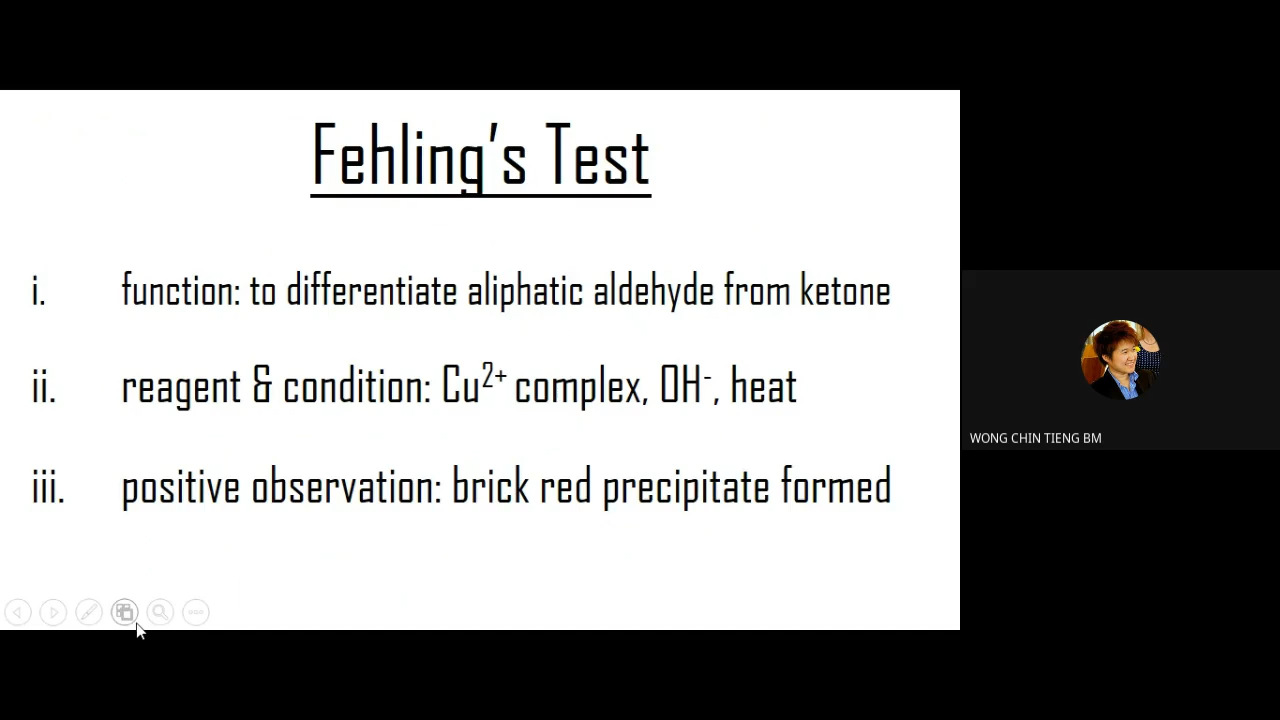 Fehling's Test
i. function: to differentiate aliphatic aldehyde from ketone
ii. reagent & condition: Cu²⁺ complex, OH⁻, heat
iii. positive observation: brick red precipitate formed
WONG CHIN TIENG BM